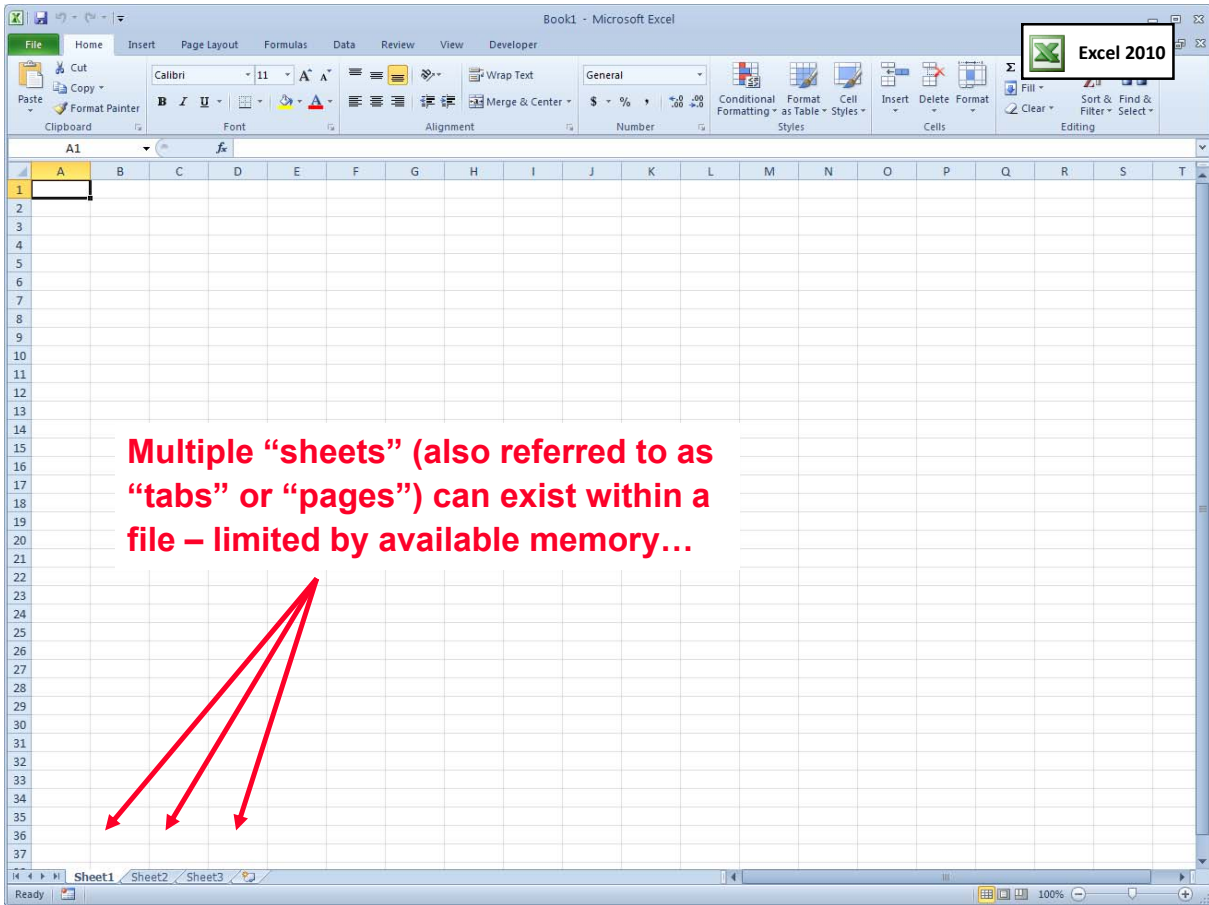 Book1 - Microsoft Excel
Excel 2010
File Home Insert Page Layout Formulas Data Review View Developer
Paste
Cut
Copy
Format Painter
Clipboard
Calibri 11 A A
B I U A
Font
Wrap Text
Merge & Center
Alignment
General
$ % , .0 .00 .00 .0
Number
Conditional Formatting
Format as Table
Cell Styles
Styles
Insert Delete Format
Cells
Σ
Fill
Clear
Sort & Filter
Find & Select
Editing
A1 fx
A B C D E F G H I J K L M N O P Q R S T
1
2
3
4
5
6
7
8
9
10
11
12
13
14
15
16
17
18
19
20
21
22
23
24
25
26
27
28
29
30
31
32
33
34
35
36
37
Multiple “sheets” (also referred to as
“tabs” or “pages”) can exist within a
file – limited by available memory…
Sheet1 Sheet2 Sheet3
Ready 100%